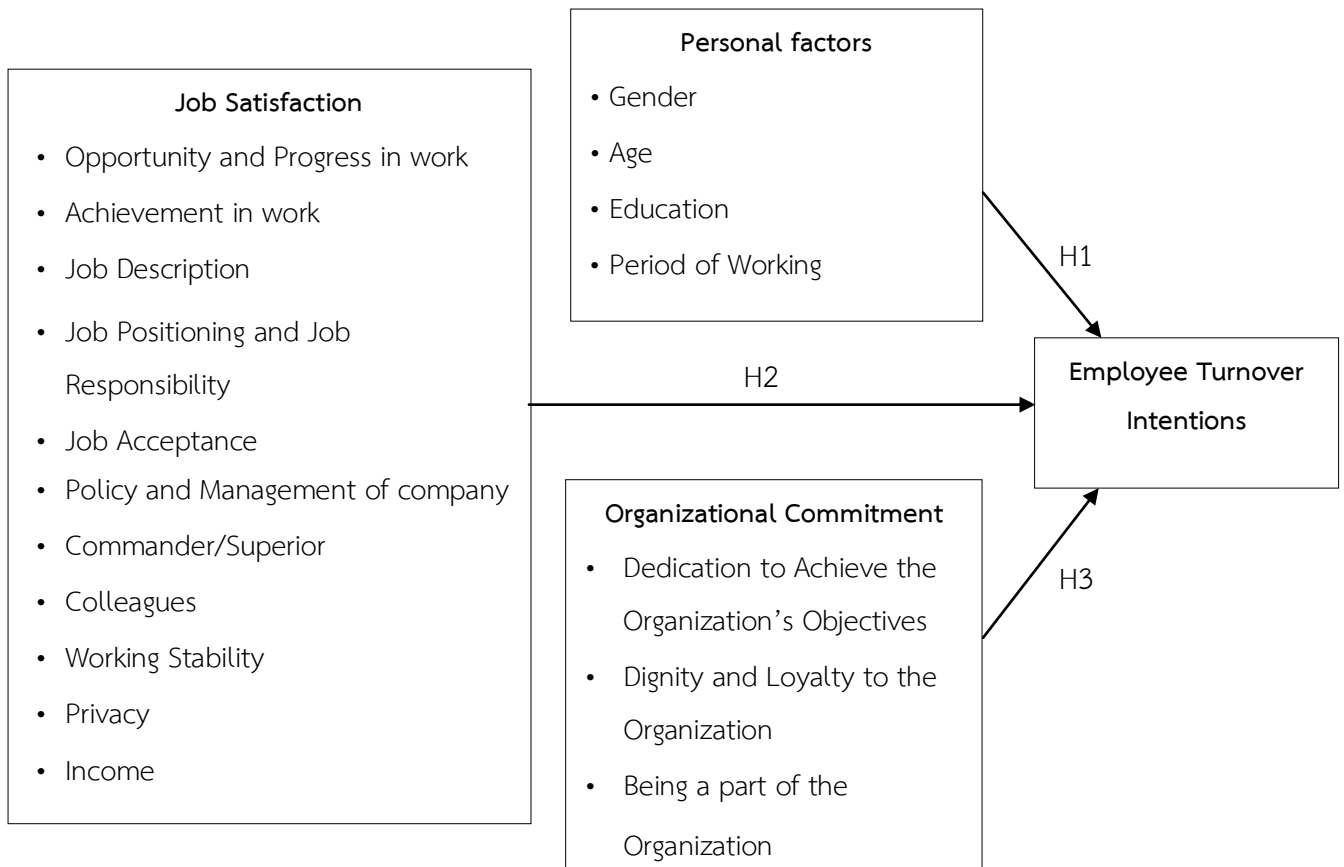 Job Satisfaction
• Opportunity and Progress in work
• Achievement in work
• Job Description
• Job Positioning and Job
Responsibility
• Job Acceptance
• Policy and Management of company
• Commander/Superior
• Colleagues
• Working Stability
• Privacy
• Income
Personal factors
• Gender
• Age
• Education
• Period of Working
H1
H2
Employee Turnover
Intentions
Organizational Commitment
• Dedication to Achieve the
Organization’s Objectives
• Dignity and Loyalty to the
Organization
• Being a part of the
Organization
H3